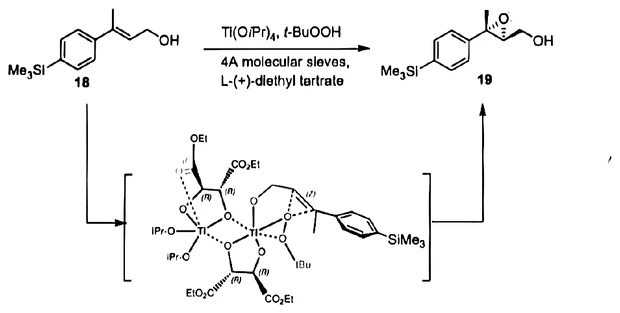 Ti(OiPr)4, t-BuOOH
4A molecular sieves,
L-(+)-diethyl tartrate
OH
Me3Si
18
O
OH
Me3Si
19
OEt
O
CO2Et
(R)
(R)
O
O
iPr-O
Ti
iPr-O
O
Ti
O
(Z)
O
O
tBu
SiMe3
O
(R)
(R)
EtO2C
CO2Et